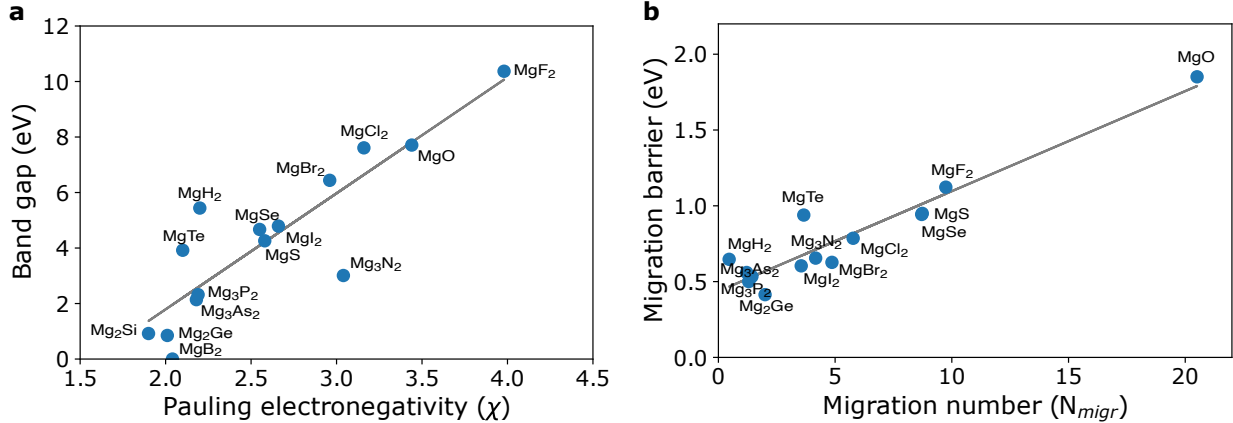 a
12
10
8
6
4
2
0
Band gap (eV)
MgF₂
MgCl₂
MgO
MgBr₂
MgH₂
MgSe
MgTe
MgI₂
MgS
Mg₃N₂
Mg₃P₂
Mg₃As₂
Mg₂Si
Mg₂Ge
MgB₂
1.5 2.0 2.5 3.0 3.5 4.0 4.5
Pauling electronegativity (χ)
b
2.0
1.5
1.0
0.5
0.0
Migration barrier (eV)
MgO
MgF₂
MgTe
MgS
MgSe
Mg₃N₂
MgH₂
MgCl₂
Mg₃As₂
MgBr₂
MgI₂
Mg₃P₂
Mg₂Ge
0 5 10 15 20
Migration number (Nₘᵢgᵣ)